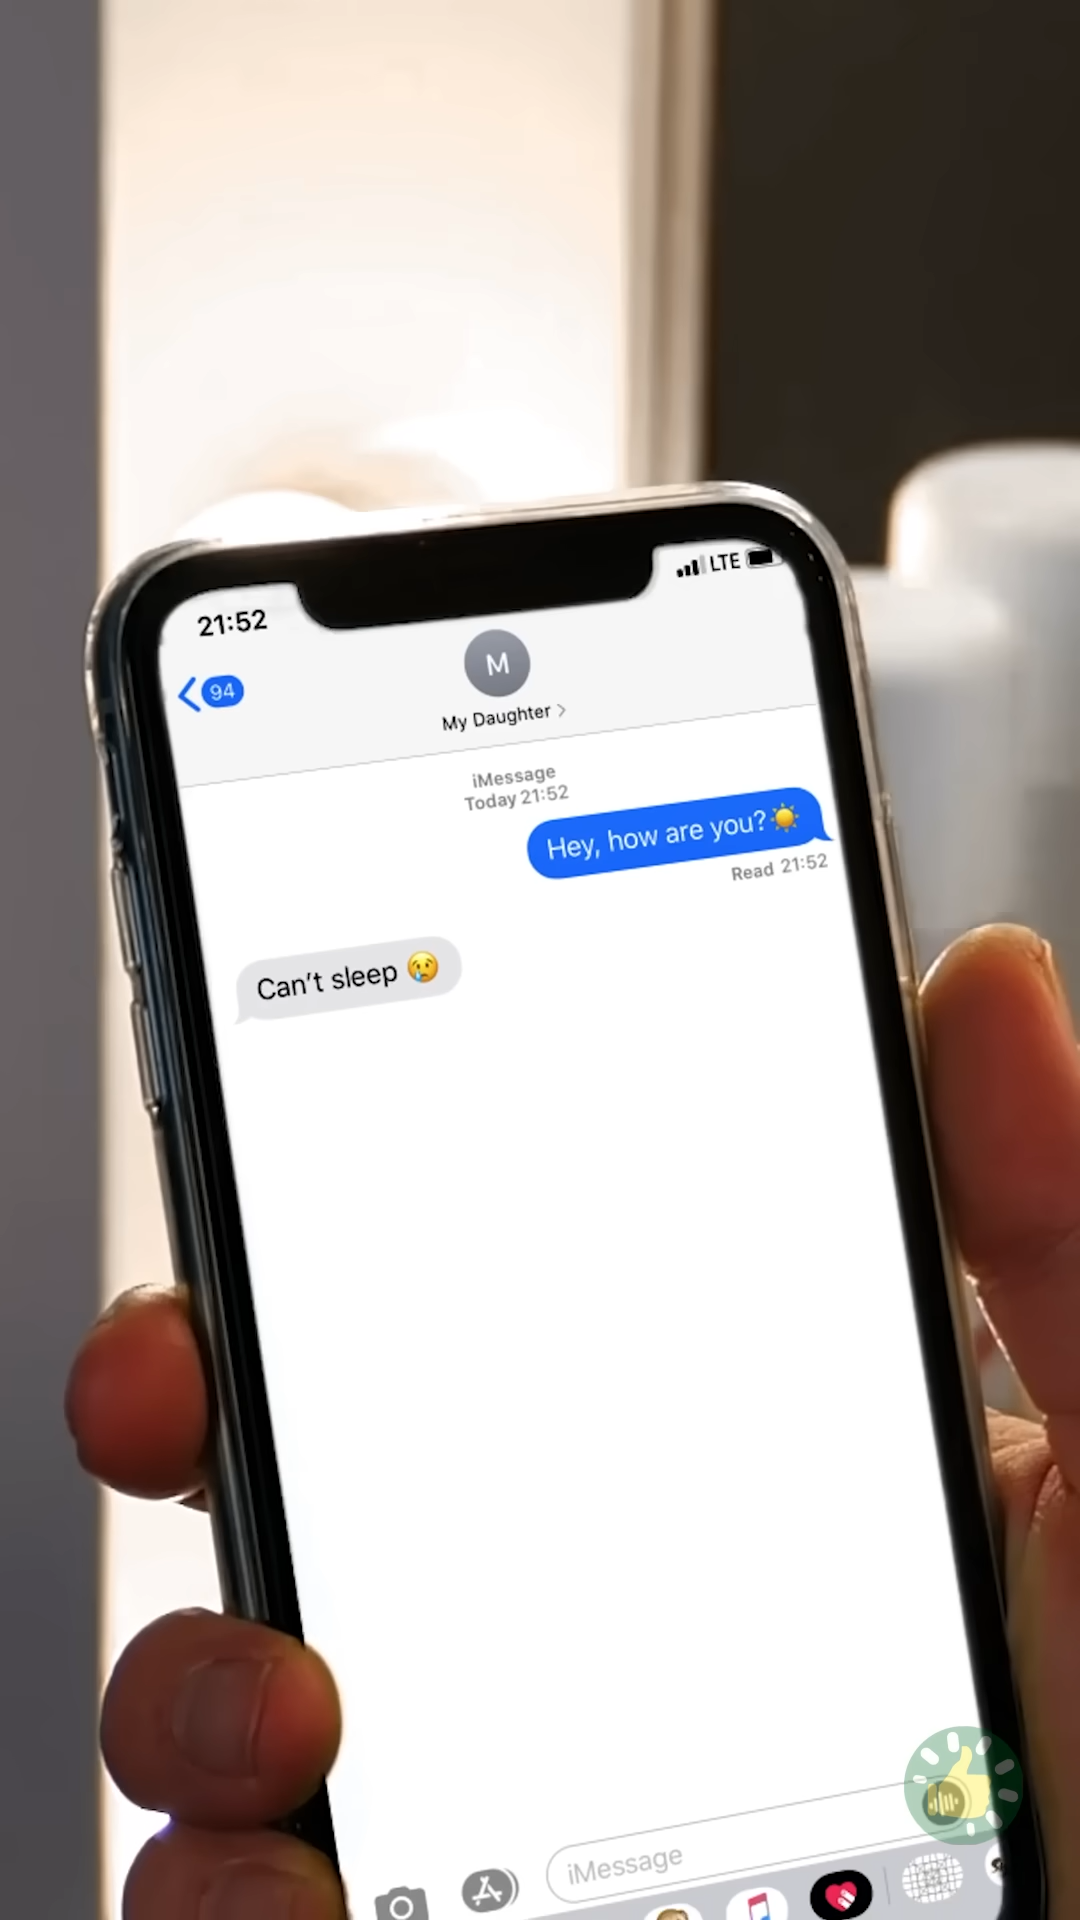 21:52
LTE
94
M
My Daughter
iMessage
Today 21:52
Hey, how are you?☀️
Read 21:52
Can't sleep 😢
iMessage